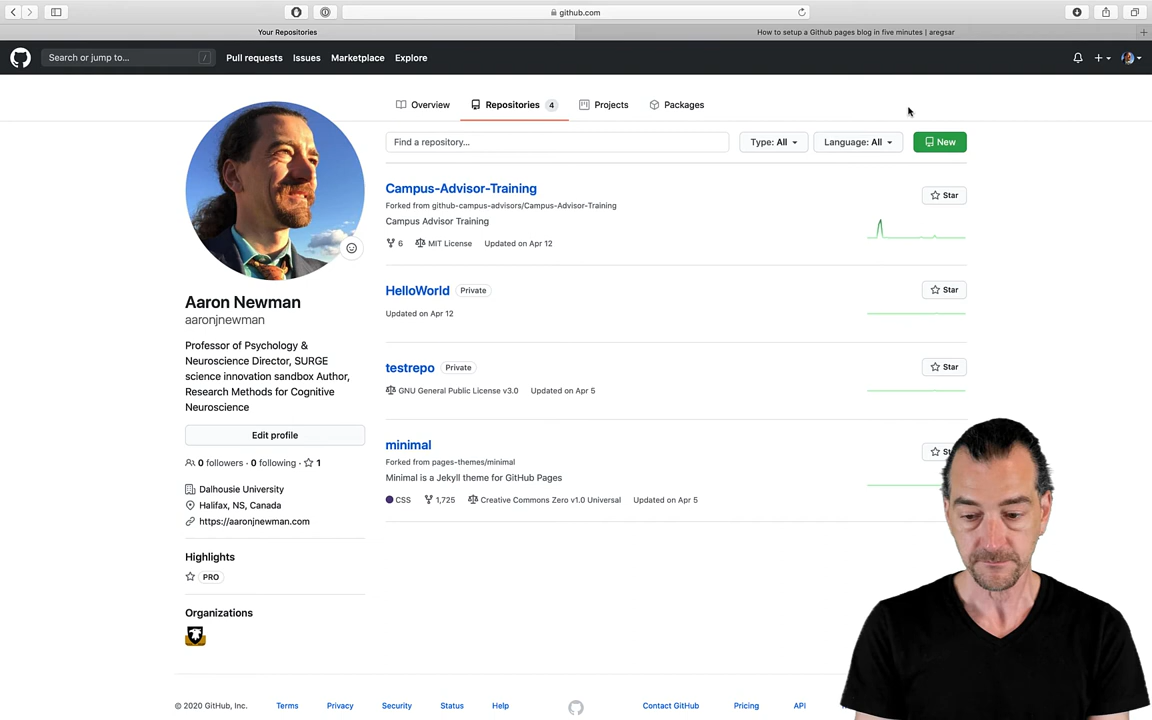 github.com
Your Repositories
How to setup a Github pages blog in five minutes | aregsar
Search or jump to...
/
Pull requests
Issues
Marketplace
Explore
Overview
Repositories 4
Projects
Packages
Find a repository...
Type: All
Language: All
New
Campus-Advisor-Training
Star
Forked from github-campus-advisors/Campus-Advisor-Training
Campus Advisor Training
6 MIT License Updated on Apr 12
HelloWorld Private
Star
Updated on Apr 12
testrepo Private
Star
GNU General Public License v3.0 Updated on Apr 5
minimal
Forked from pages-themes/minimal
Minimal is a Jekyll theme for GitHub Pages
CSS 1,725 Creative Commons Zero v1.0 Universal Updated on Apr 5
Aaron Newman
aaronjnewman
Professor of Psychology &
Neuroscience Director, SURGE
science innovation sandbox Author,
Research Methods for Cognitive
Neuroscience
Edit profile
0 followers · 0 following · 1
Dalhousie University
Halifax, NS, Canada
https://aaronjnewman.com
Highlights
PRO
Organizations
© 2020 GitHub, Inc.
Terms
Privacy
Security
Status
Help
Contact GitHub
Pricing
API